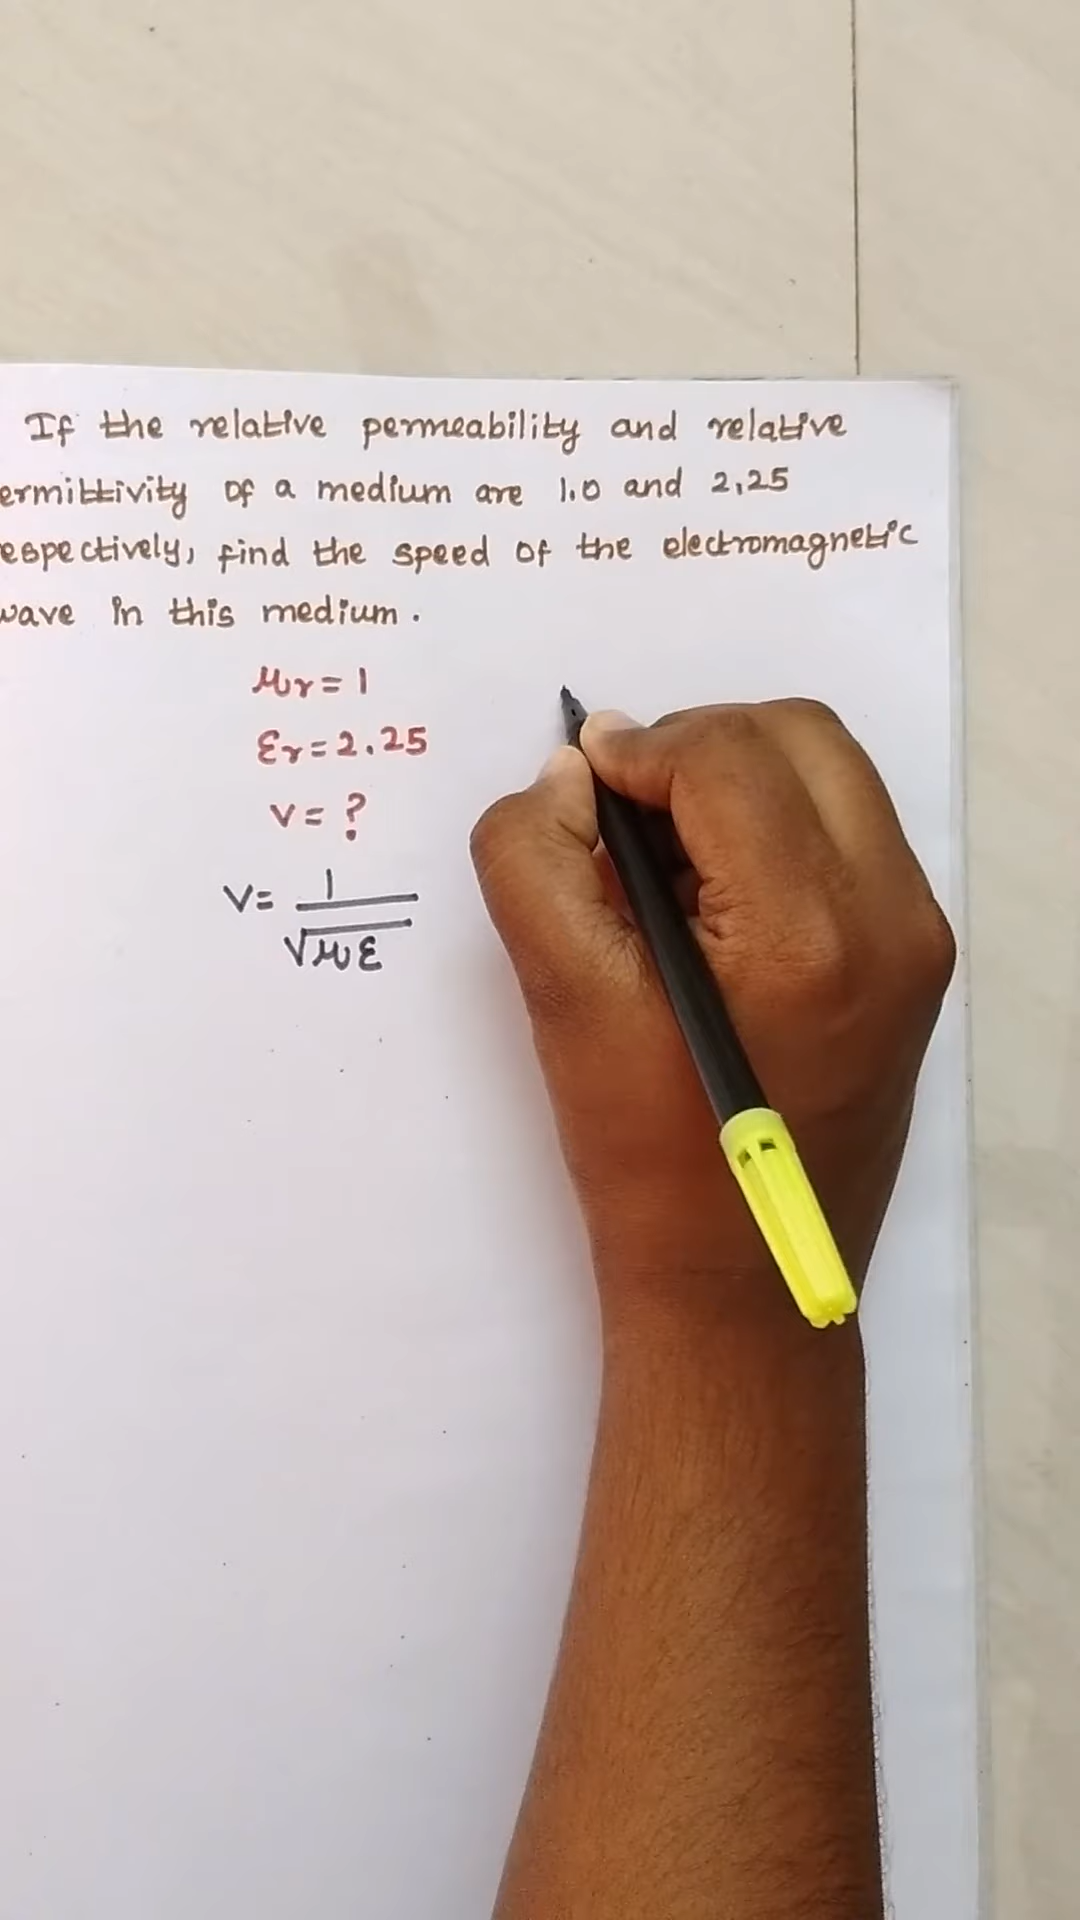 If the relative permeability and relative
ermittivity of a medium are 1.0 and 2.25
espectively, find the speed of the electromagnetic
wave in this medium.
μr = 1
εr = 2.25
v = ?
v = 1
√με